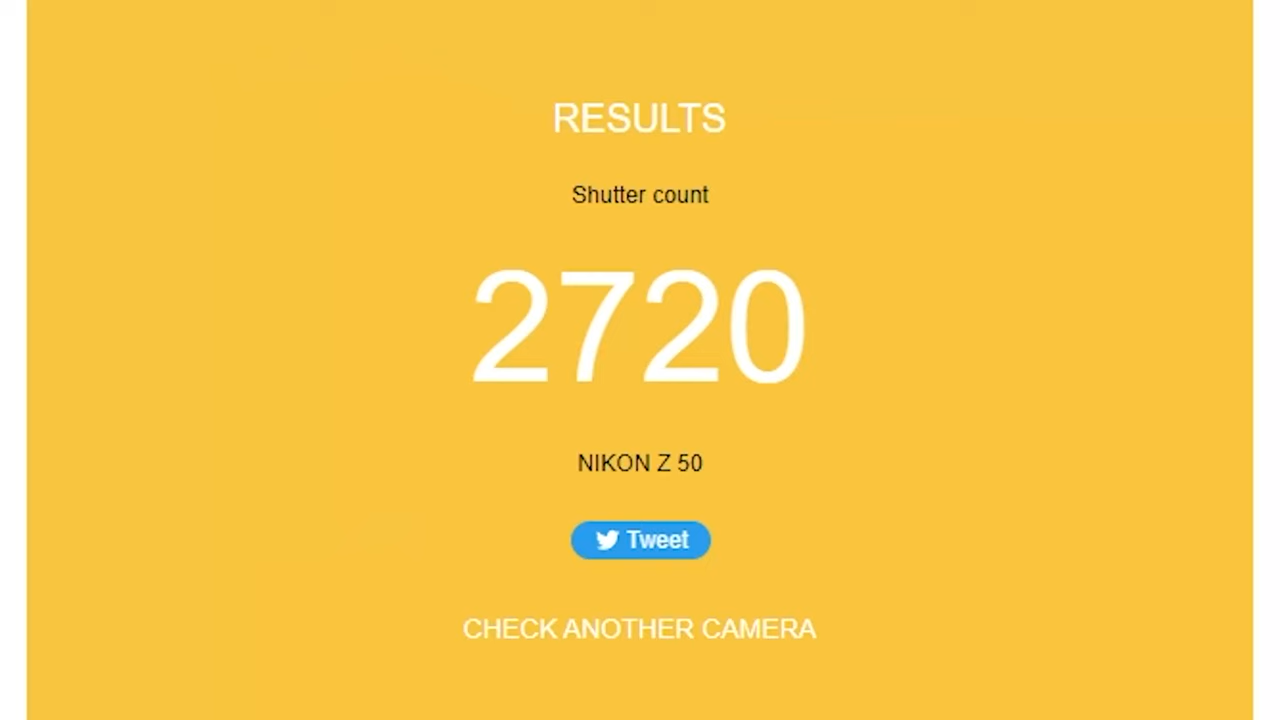 RESULTS
Shutter count
2720
NIKON Z 50
Tweet
CHECK ANOTHER CAMERA